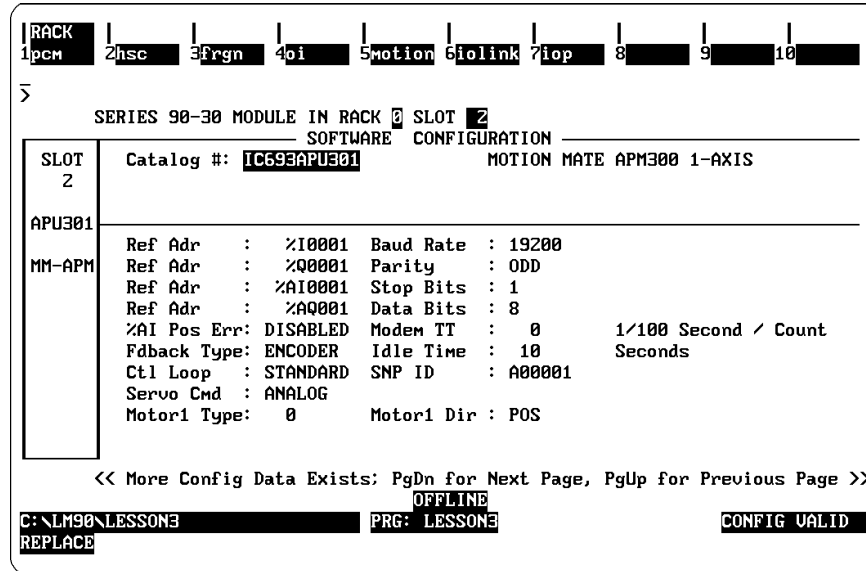 RACK
1pcm 2hsc 3frgn 4oi 5motion 6iolink 7iop 8 9 10
>
SERIES 90-30 MODULE IN RACK 0 SLOT 2
SOFTWARE CONFIGURATION
SLOT Catalog #: IC693APU301 MOTION MATE APM300 1-AXIS
2
APU301
Ref Adr : %I0001 Baud Rate : 19200
MM-APM Ref Adr : %Q0001 Parity : ODD
Ref Adr : %AI0001 Stop Bits : 1
Ref Adr : %AQ0001 Data Bits : 8
%AI Pos Err: DISABLED Modem TT : 0 1/100 Second / Count
Fdback Type: ENCODER Idle Time : 10 Seconds
Ctl Loop : STANDARD SNP ID : A00001
Servo Cmd : ANALOG
Motor1 Type: 0 Motor1 Dir : POS
<< More Config Data Exists; PgDn for Next Page, PgUp for Previous Page >>
OFFLINE
C:\LM90\LESSON3 PRG: LESSON3 CONFIG VALID
REPLACE